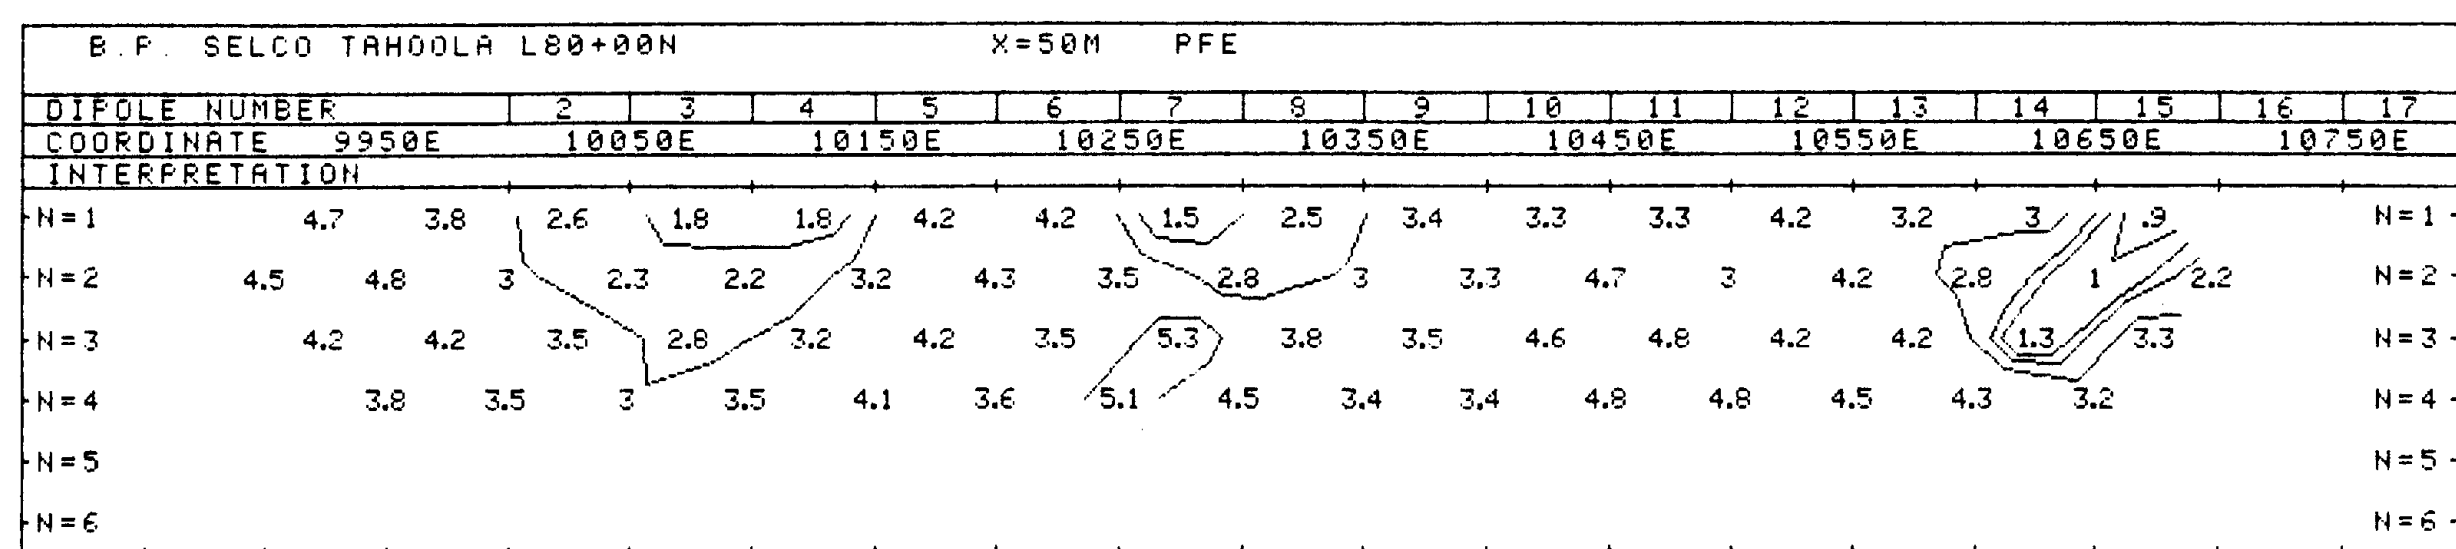 B.P. SELCO TAHOOLA L80+00N X=50M PFE
DIPOLE NUMBER 2 3 4 5 6 7 8 9 10 11 12 13 14 15 16 17
COORDINATE 9950E 10050E 10150E 10250E 10350E 10450E 10550E 10650E 10750E
INTERPRETATION
N=1 4.7 3.8 2.6 1.8 1.8 4.2 4.2 1.5 2.5 3.4 3.3 3.3 4.2 3.2 3 .9 N=1
N=2 4.5 4.8 3 2.3 2.2 3.2 4.3 3.5 2.8 3 3.3 4.7 3 4.2 2.8 1 2.2 N=2
N=3 4.2 4.2 3.5 2.8 3.2 4.2 3.5 5.3 3.8 3.5 4.6 4.8 4.2 4.2 1.3 3.3 N=3
N=4 3.8 3.5 3 3.5 4.1 3.6 5.1 4.5 3.4 3.4 4.8 4.8 4.5 4.3 3.2 N=4
N=5 N=5
N=6 N=6